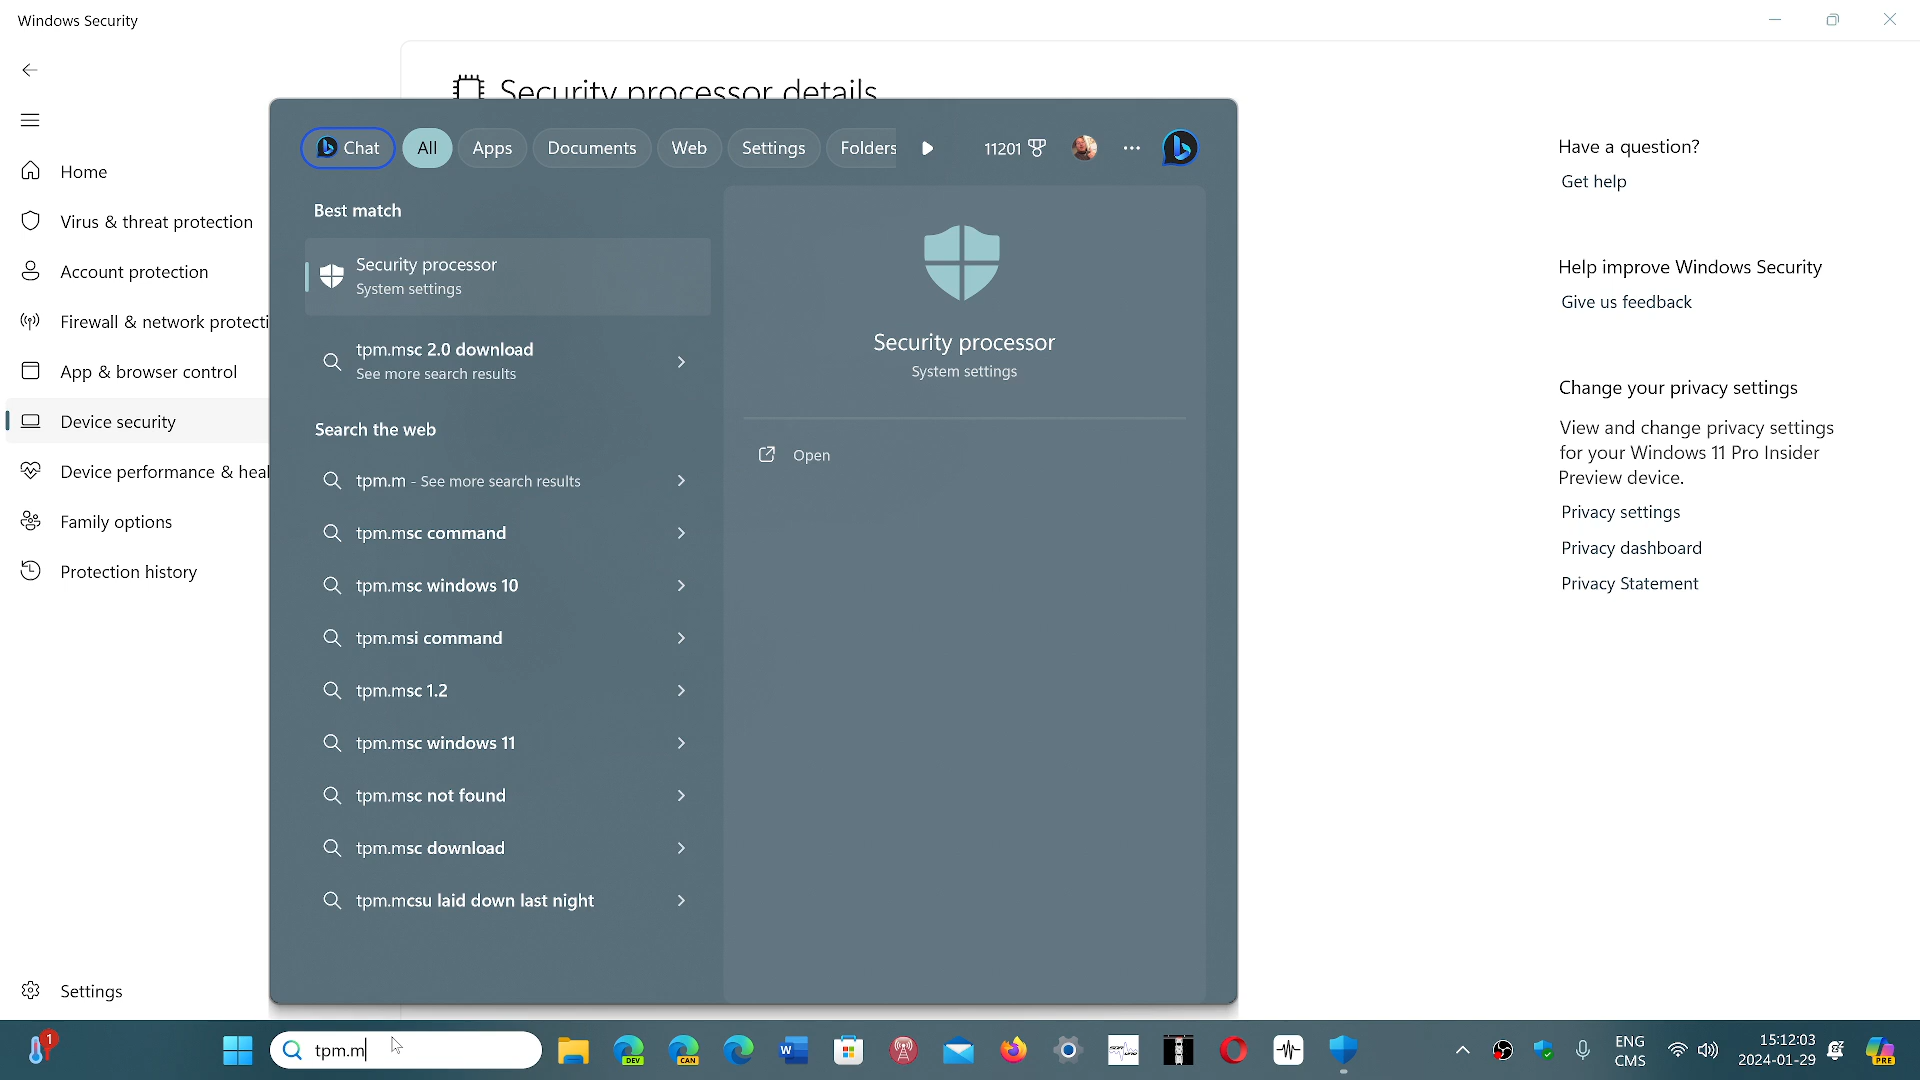 Windows Security
Security processor details
Home
Virus & threat protection
Account protection
Firewall & network protecti
App & browser control
Device security
Device performance & heal
Family options
Protection history
Settings
Chat
All
Apps
Documents
Web
Settings
Folders
11201
Best match
Security processor
System settings
tpm.msc 2.0 download
See more search results
Search the web
tpm.m - See more search results
tpm.msc command
tpm.msc windows 10
tpm.msi command
tpm.msc 1.2
tpm.msc windows 11
tpm.msc not found
tpm.msc download
tpm.mcsu laid down last night
Security processor
System settings
Open
Have a question?
Get help
Help improve Windows Security
Give us feedback
Change your privacy settings
View and change privacy settings
for your Windows 11 Pro Insider
Preview device.
Privacy settings
Privacy dashboard
Privacy Statement
1
tpm.m
DEV
CAN
W
ENG
CMS
15:12:03
2024-01-29
PRE